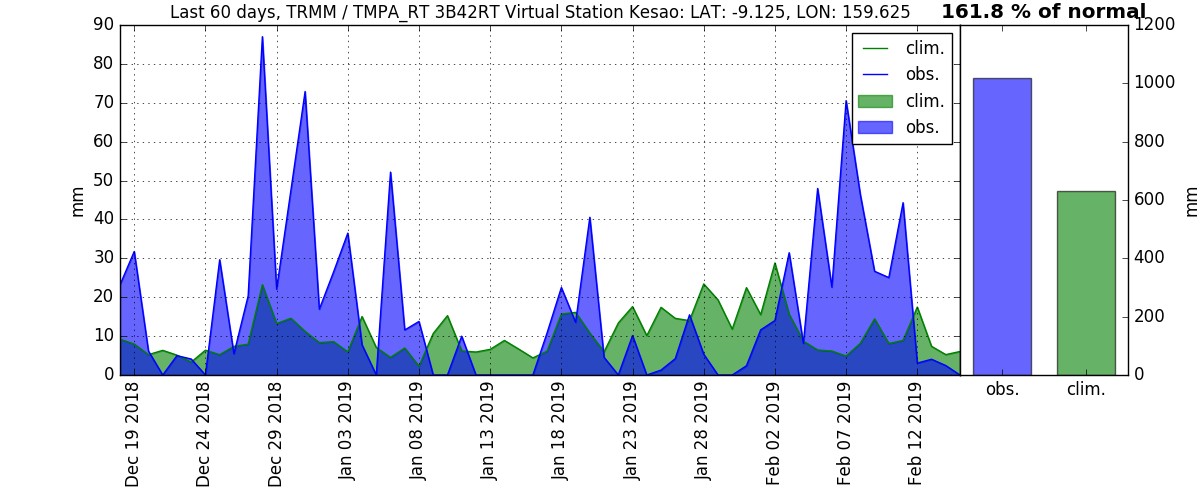 Last 60 days, TRMM / TMPA_RT 3B42RT Virtual Station Kesao: LAT: -9.125, LON: 159.625
161.8 % of normal
90
80
70
60
50
40
30
20
10
0
mm
clim.
obs.
clim.
obs.
1200
1000
800
600
400
200
0
mm
Dec 19 2018
Dec 24 2018
Dec 29 2018
Jan 03 2019
Jan 08 2019
Jan 13 2019
Jan 18 2019
Jan 23 2019
Jan 28 2019
Feb 02 2019
Feb 07 2019
Feb 12 2019
obs.
clim.